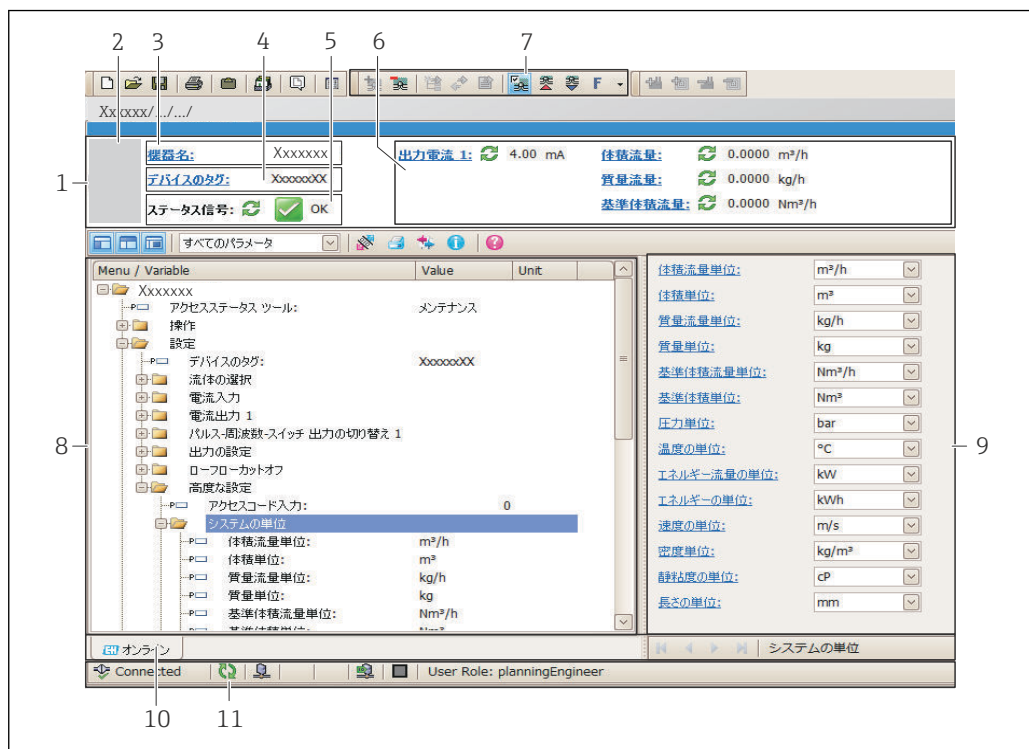 2 3 4 5 6 7
F
Xxxxxx/../../
機器名: Xxxxxxx
デバイスのタグ: XxxxxxXX
ステータス信号: OK
出力電流 1: 4.00 mA
体積流量: 0.0000 m³/h
質量流量: 0.0000 kg/h
基準体積流量: 0.0000 Nm³/h
1
すべてのパラメータ
Menu / Variable Value Unit
Xxxxxxx
アクセスステータス ツール: メンテナンス
操作
設定
デバイスのタグ: XxxxxxXX
流体の選択
電流入力
電流出力 1
パルス-周波数-スイッチ 出力の切り替え 1
出力の設定
ローフローカットオフ
高度な設定
アクセスコード入力: 0
システムの単位
体積流量単位: m³/h
体積単位: m³
質量流量単位: kg/h
質量単位: kg
基準体積流量単位: Nm³/h
8
体積流量単位: m³/h
体積単位: m³
質量流量単位: kg/h
質量単位: kg
基準体積流量単位: Nm³/h
基準体積単位: Nm³
圧力単位: bar
温度の単位: °C
エネルギー流量の単位: kW
エネルギーの単位: kWh
速度の単位: m/s
密度単位: kg/m³
静粘度の単位: cP
長さの単位: mm
9
オンライン
システムの単位
Connected User Role: planningEngineer
10 11